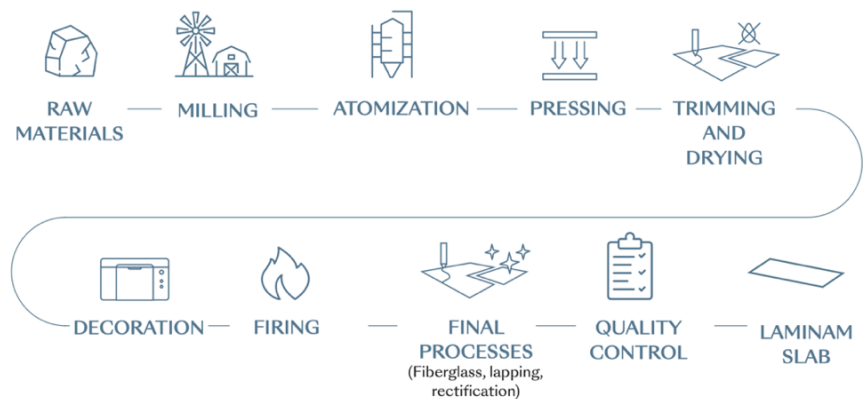 RAW
MATERIALS
MILLING
ATOMIZATION
PRESSING
TRIMMING
AND
DRYING
DECORATION
FIRING
FINAL
PROCESSES
(Fiberglass, lapping,
rectification)
QUALITY
CONTROL
LAMINAM
SLAB